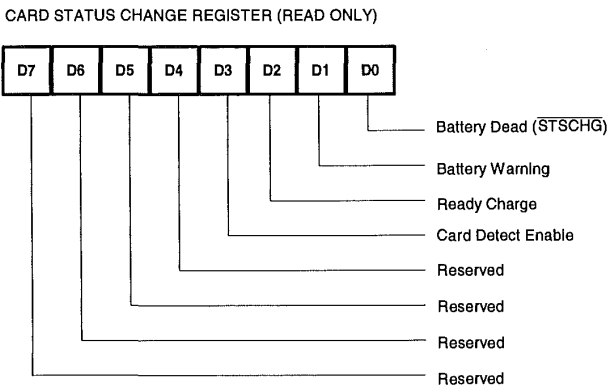 CARD STATUS CHANGE REGISTER (READ ONLY)
D7 D6 D5 D4 D3 D2 D1 D0
Battery Dead (S̅T̅S̅C̅H̅G̅)
Battery Warning
Ready Charge
Card Detect Enable
Reserved
Reserved
Reserved
Reserved